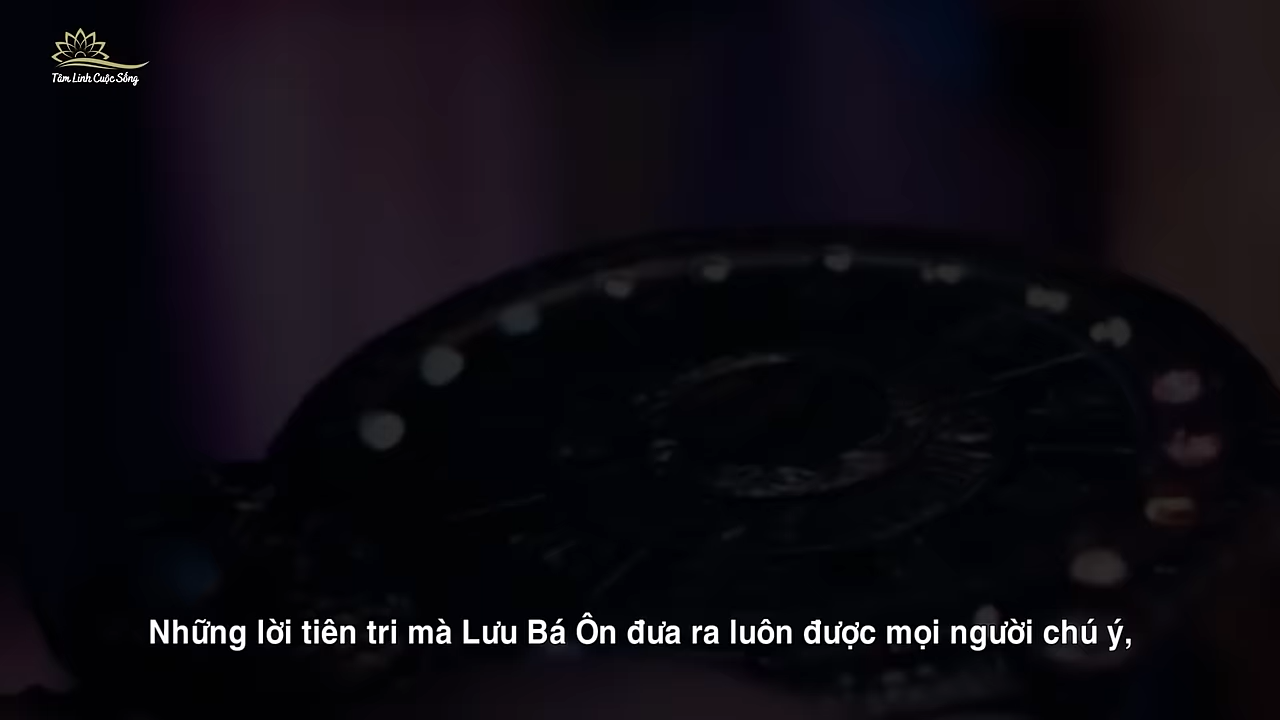 Tâm Linh Cuộc Sống
Những lời tiên tri mà Lưu Bá Ôn đưa ra luôn được mọi người chú ý,